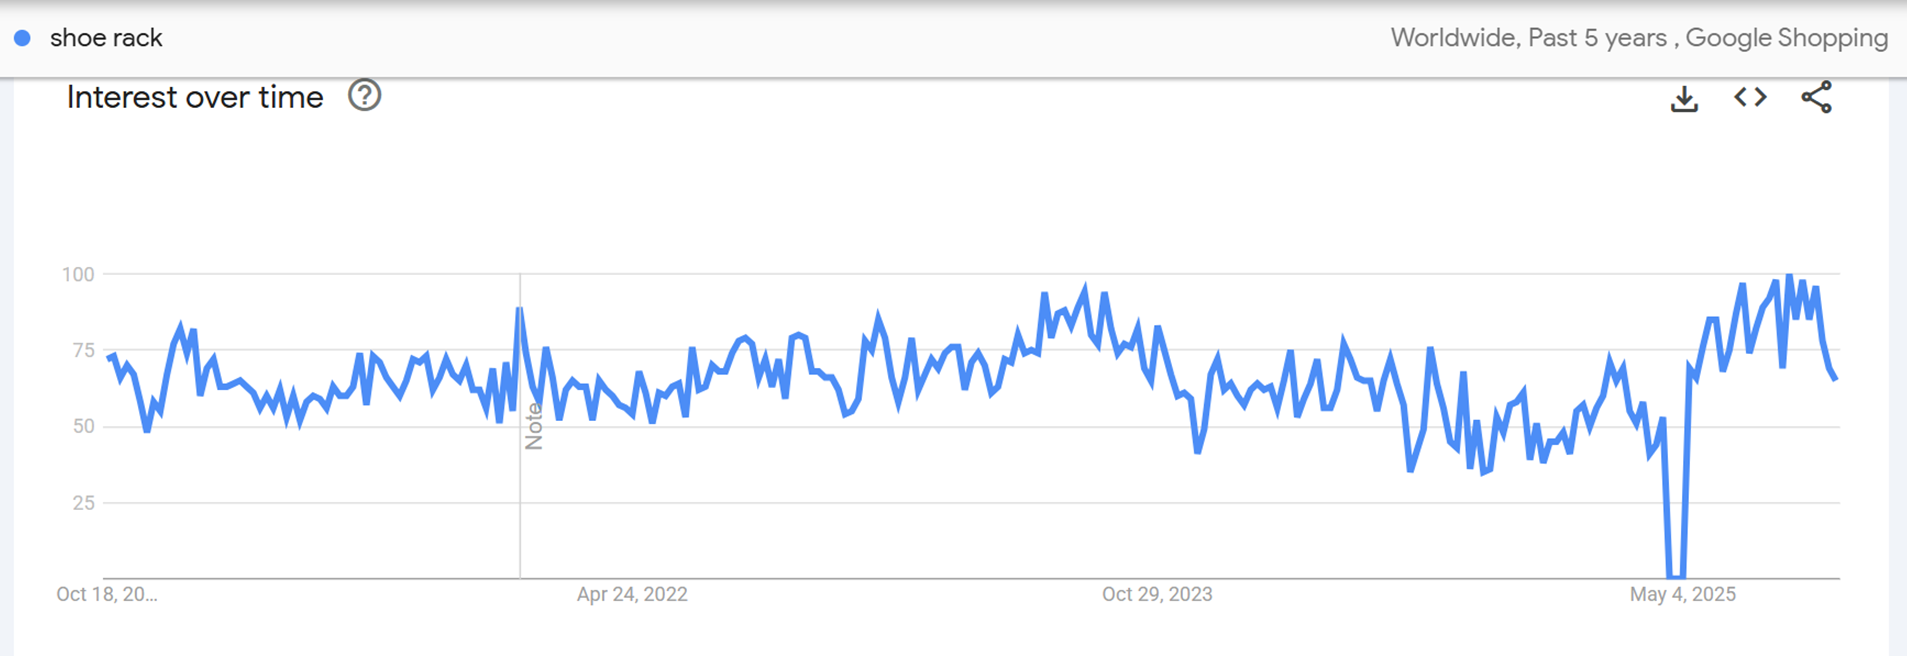 shoe rack
Worldwide, Past 5 years , Google Shopping
Interest over time
100
75
50
25
Note
Oct 18, 20...
Apr 24, 2022
Oct 29, 2023
May 4, 2025